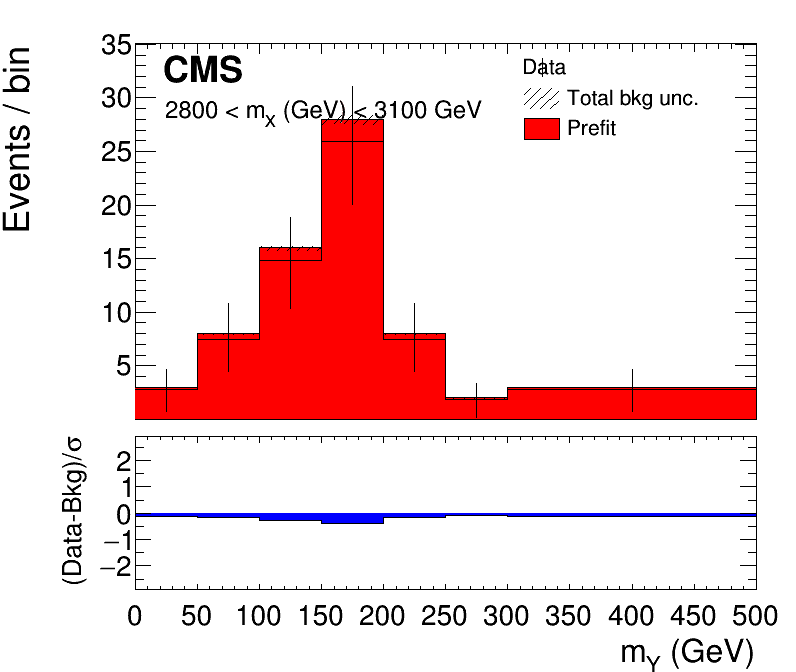 Events / bin
35
30
25
20
15
10
5
CMS
2800 < mX (GeV) < 3100 GeV
Data
Total bkg unc.
Prefit
(Data-Bkg)/σ
2
1
0
−1
−2
0 50 100 150 200 250 300 350 400 450 500
mY (GeV)